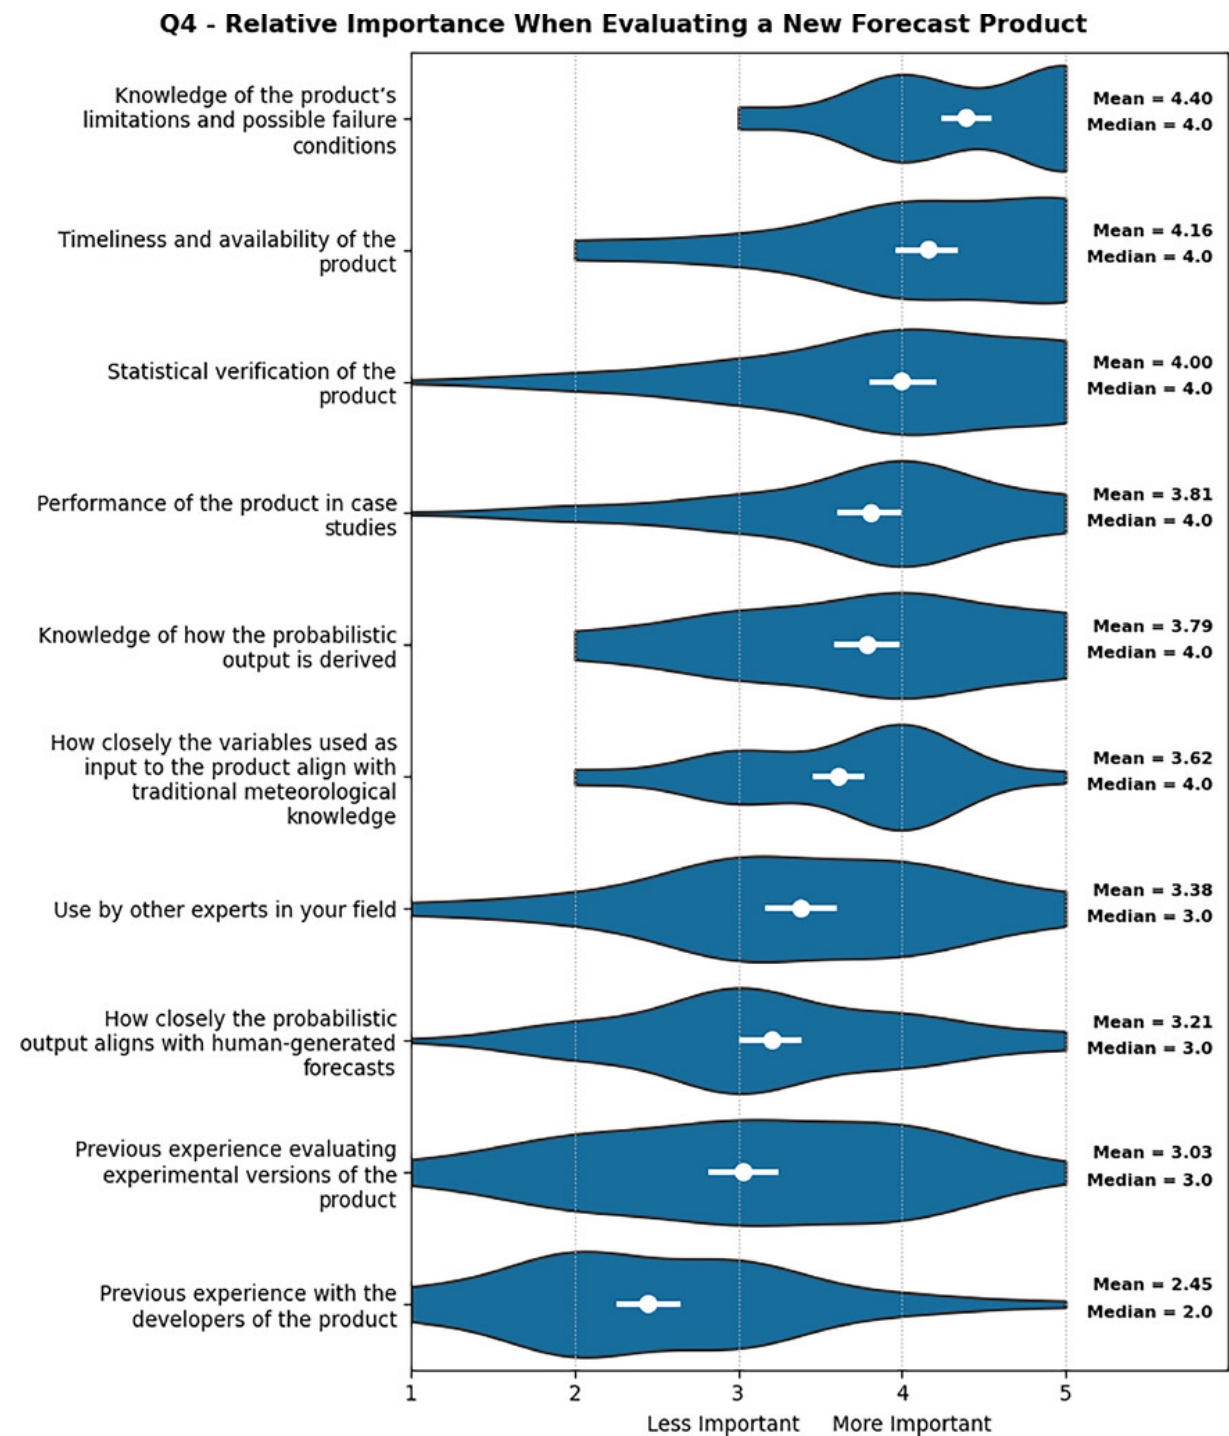 Q4 - Relative Importance When Evaluating a New Forecast Product
Knowledge of the product’s
limitations and possible failure
conditions
Mean = 4.40
Median = 4.0
Timeliness and availability of the
product
Mean = 4.16
Median = 4.0
Statistical verification of the
product
Mean = 4.00
Median = 4.0
Performance of the product in case
studies
Mean = 3.81
Median = 4.0
Knowledge of how the probabilistic
output is derived
Mean = 3.79
Median = 4.0
How closely the variables used as
input to the product align with
traditional meteorological
knowledge
Mean = 3.62
Median = 4.0
Use by other experts in your field
Mean = 3.38
Median = 3.0
How closely the probabilistic
output aligns with human-generated
forecasts
Mean = 3.21
Median = 3.0
Previous experience evaluating
experimental versions of the
product
Mean = 3.03
Median = 3.0
Previous experience with the
developers of the product
Mean = 2.45
Median = 2.0
1 2 3 4 5
Less Important More Important